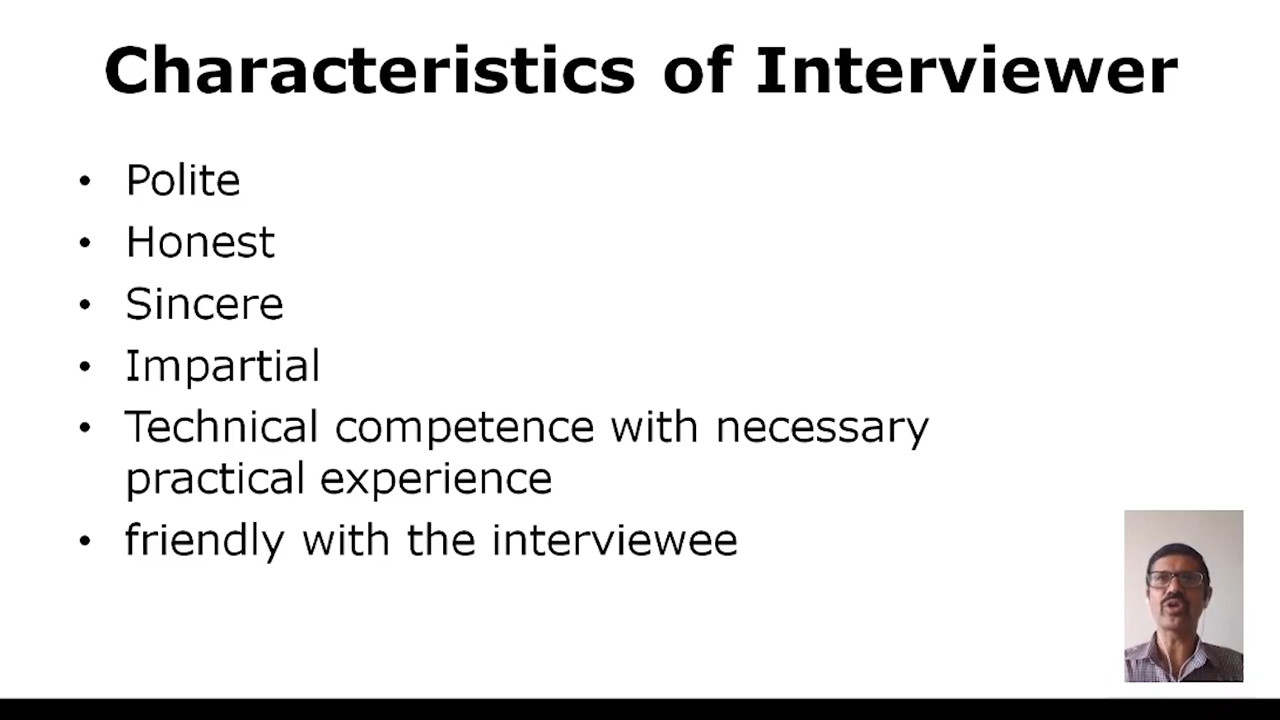 Characteristics of Interviewer
• Polite
• Honest
• Sincere
• Impartial
• Technical competence with necessary
practical experience
• friendly with the interviewee